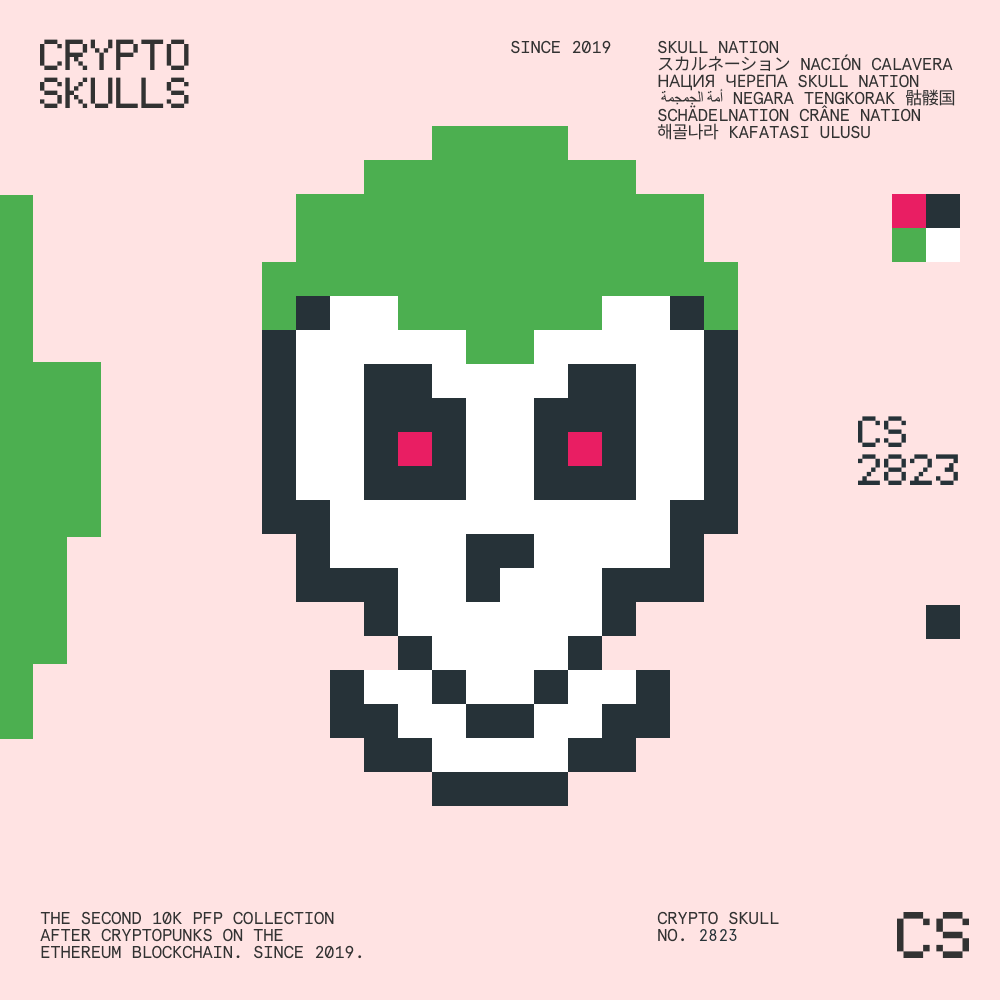 CRYPTO
SKULLS
SINCE 2019
SKULL NATION
スカルネーション NACIÓN CALAVERA
НАЦИЯ ЧЕРЕПА SKULL NATION
أمة الجمجمة NEGARA TENGKORAK 骷髅国
SCHÄDELNATION CRÂNE NATION
해골나라 KAFATASI ULUSU
CS
2823
THE SECOND 10K PFP COLLECTION
AFTER CRYPTOPUNKS ON THE
ETHEREUM BLOCKCHAIN. SINCE 2019.
CRYPTO SKULL
NO. 2823
CS